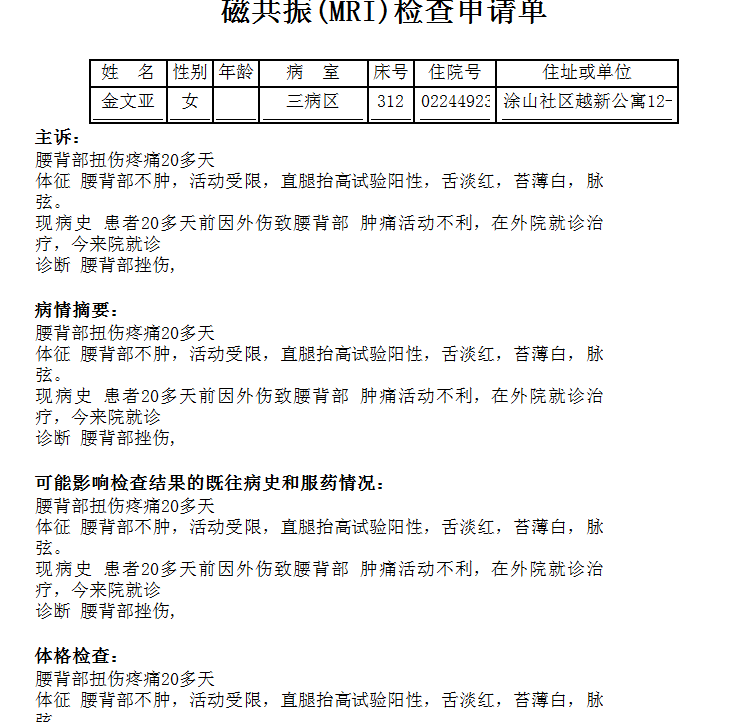 磁共振(MRI)检查申请单
姓 名 性别 年龄 病 室 床号 住院号 住址或单位
金文亚 女 三病区 312 02244923 涂山社区越新公寓12-
主诉：
腰背部扭伤疼痛20多天
体征 腰背部不肿，活动受限，直腿抬高试验阳性，舌淡红，苔薄白，脉
弦。
现病史 患者20多天前因外伤致腰背部 肿痛活动不利，在外院就诊治
疗，今来院就诊
诊断 腰背部挫伤,
病情摘要：
腰背部扭伤疼痛20多天
体征 腰背部不肿，活动受限，直腿抬高试验阳性，舌淡红，苔薄白，脉
弦。
现病史 患者20多天前因外伤致腰背部 肿痛活动不利，在外院就诊治
疗，今来院就诊
诊断 腰背部挫伤,
可能影响检查结果的既往病史和服药情况：
腰背部扭伤疼痛20多天
体征 腰背部不肿，活动受限，直腿抬高试验阳性，舌淡红，苔薄白，脉
弦。
现病史 患者20多天前因外伤致腰背部 肿痛活动不利，在外院就诊治
疗，今来院就诊
诊断 腰背部挫伤,
体格检查：
腰背部扭伤疼痛20多天
体征 腰背部不肿，活动受限，直腿抬高试验阳性，舌淡红，苔薄白，脉